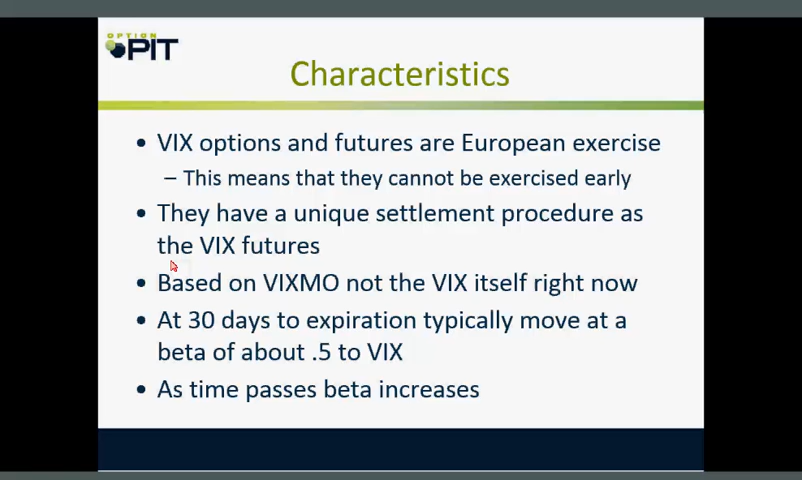 OPTION
PIT
Characteristics
• VIX options and futures are European exercise
– This means that they cannot be exercised early
• They have a unique settlement procedure as
the VIX futures
• Based on VIXMO not the VIX itself right now
• At 30 days to expiration typically move at a
beta of about .5 to VIX
• As time passes beta increases